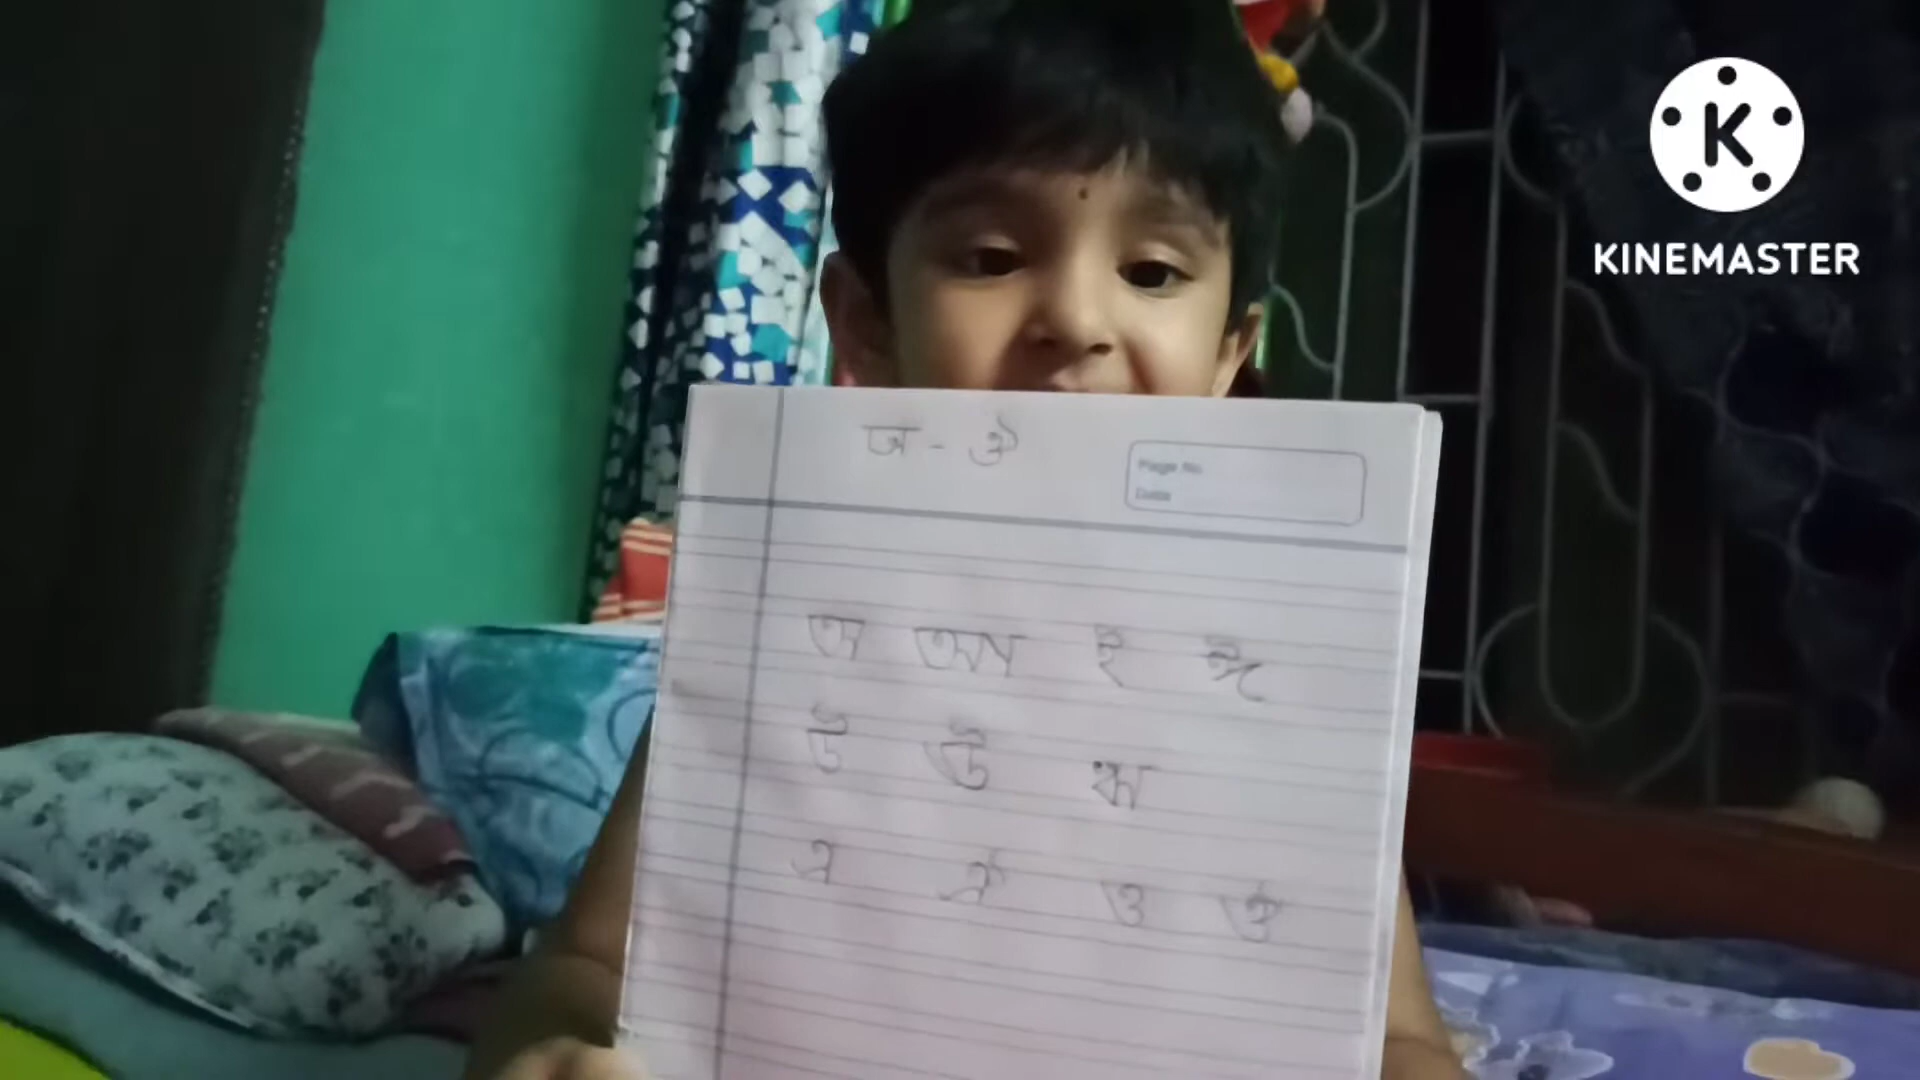 অ - ঔ
Page No.
Date
অ আ ই ঈ
উ ঊ ঋ
এ ঐ ও ঔ
KINEMASTER